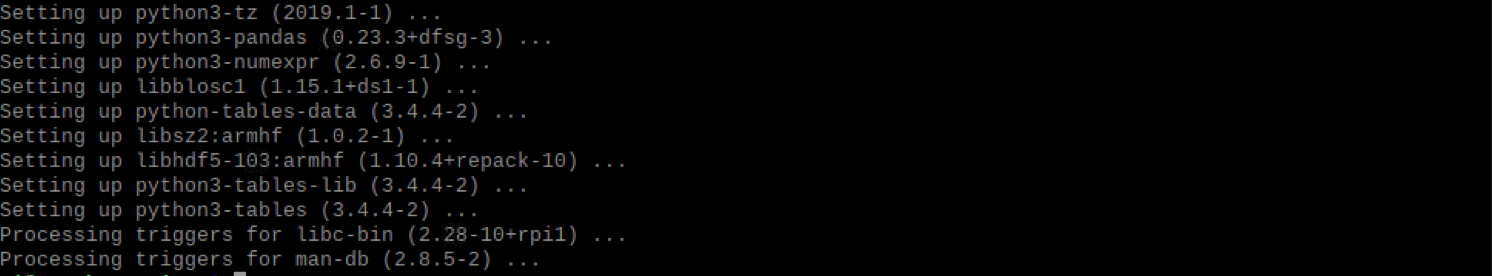 Setting up python3-tz (2019.1-1) ...
Setting up python3-pandas (0.23.3+dfsg-3) ...
Setting up python3-numexpr (2.6.9-1) ...
Setting up libblosc1 (1.15.1+ds1-1) ...
Setting up python-tables-data (3.4.4-2) ...
Setting up libsz2:armhf (1.0.2-1) ...
Setting up libhdf5-103:armhf (1.10.4+repack-10) ...
Setting up python3-tables-lib (3.4.4-2) ...
Setting up python3-tables (3.4.4-2) ...
Processing triggers for libc-bin (2.28-10+rpi1) ...
Processing triggers for man-db (2.8.5-2) ...